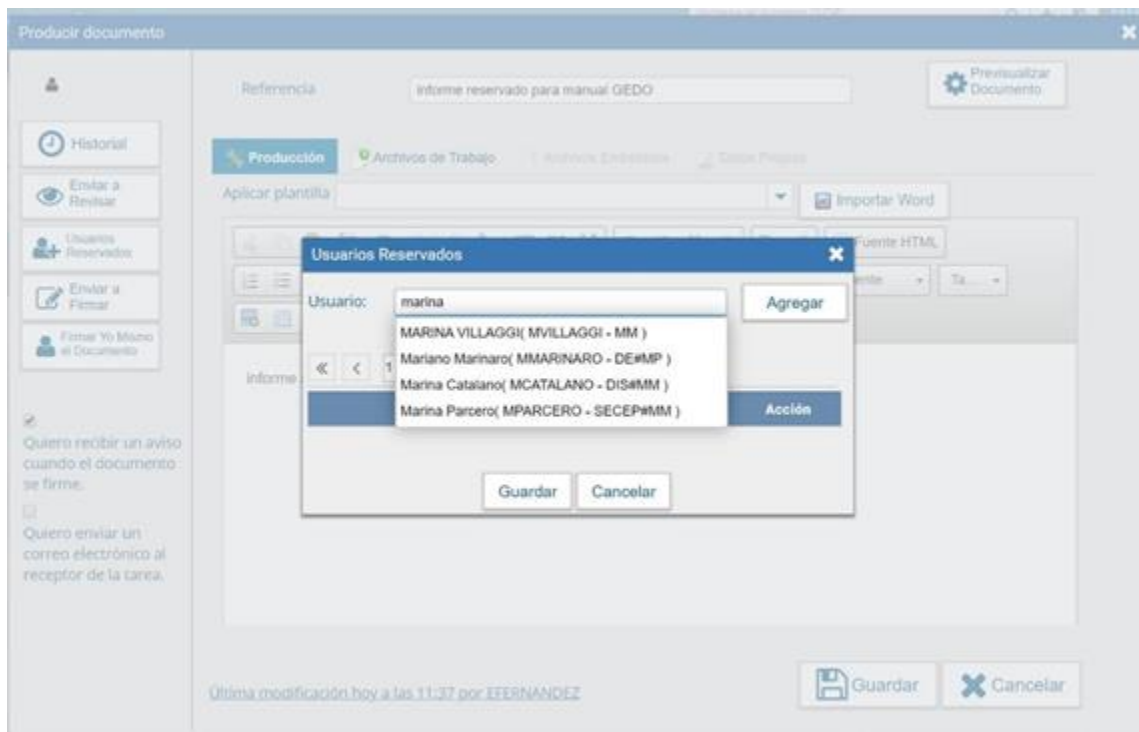 Producir documento
Referencia
informe reservado para manual GEDO
Previsualizar
Documento
Historial
Producción
Archivos de Trabajo
Enviar a
Revisar
Aplicar plantilla
Importar Word
Usuarios
Reservados
Fuente HTML
Usuarios Reservados
Enviar a
Firmar
Usuario:
marina
Agregar
MARINA VILLAGGI( MVILLAGGI - MM )
Mariano Marinaro( MMARINARO - DE#MP )
Marina Catalano( MCATALANO - DIS#MM )
Marina Parcero( MPARCERO - SECEP#MM )
Firmar Yo Mismo
el Documento
informe
1
Acción
Guardar
Cancelar
Quiero recibir un aviso
cuando el documento
se firme.
Quiero enviar un
correo electrónico al
receptor de la tarea.
Última modificación hoy a las 11:37 por EFERNANDEZ
Guardar
Cancelar